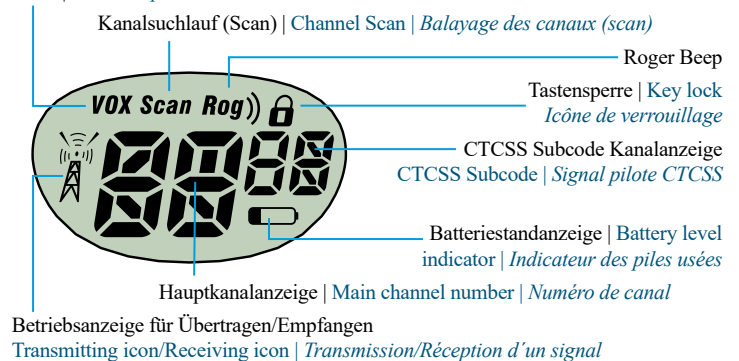 Kanalsuchlauf (Scan) | Channel Scan | Balayage des canaux (scan)
Roger Beep
VOX Scan Rog
Tastensperre | Key lock
Icône de verrouillage
88
88
CTCSS Subcode Kanalanzeige
CTCSS Subcode | Signal pilote CTCSS
Batteriestandanzeige | Battery level
indicator | Indicateur des piles usées
Hauptkanalanzeige | Main channel number | Numéro de canal
Betriebsanzeige für Übertragen/Empfangen
Transmitting icon/Receiving icon | Transmission/Réception d´un signal